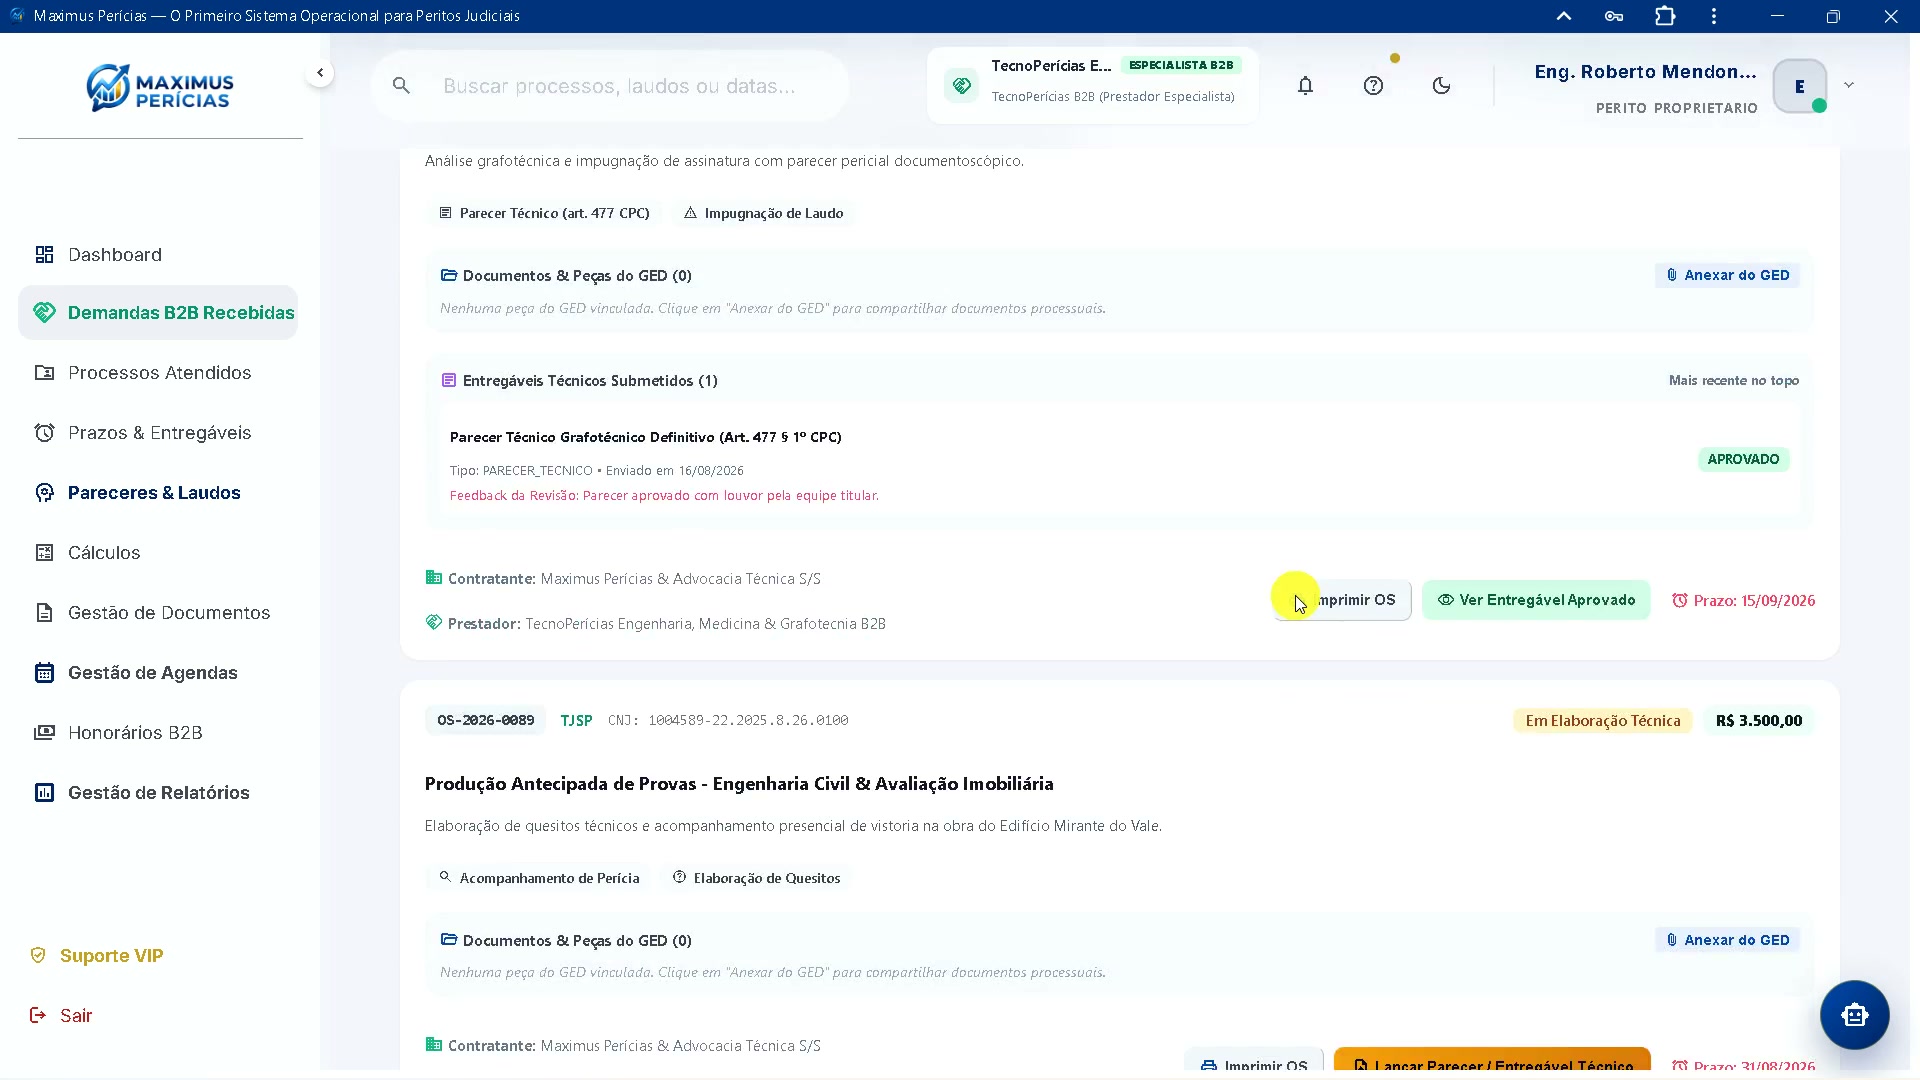 Maximus Perícias — O Primeiro Sistema Operacional para Peritos Judiciais
MAXIMUS
PERÍCIAS
Buscar processos, laudos ou datas...
TecnoPerícias E...
ESPECIALISTA B2B
TecnoPerícias B2B (Prestador Especialista)
Eng. Roberto Mendon...
PERITO PROPRIETARIO
E
Dashboard
Demandas B2B Recebidas
Processos Atendidos
Prazos & Entregáveis
Pareceres & Laudos
Cálculos
Gestão de Documentos
Gestão de Agendas
Honorários B2B
Gestão de Relatórios
Suporte VIP
Sair
Análise grafotécnica e impugnação de assinatura com parecer pericial documentoscópico.
Parecer Técnico (art. 477 CPC)
Impugnação de Laudo
Documentos & Peças do GED (0)
Anexar do GED
Nenhuma peça do GED vinculada. Clique em "Anexar do GED" para compartilhar documentos processuais.
Entregáveis Técnicos Submetidos (1)
Mais recente no topo
Parecer Técnico Grafotécnico Definitivo (Art. 477 § 1º CPC)
Tipo: PARECER_TECNICO • Enviado em 16/08/2026
Feedback da Revisão: Parecer aprovado com louvor pela equipe titular.
APROVADO
Contratante: Maximus Perícias & Advocacia Técnica S/S
Prestador: TecnoPerícias Engenharia, Medicina & Grafotecnia B2B
mprimir OS
Ver Entregável Aprovado
Prazo: 15/09/2026
OS-2026-0089
TJSP
CNJ: 1004589-22.2025.8.26.0100
Em Elaboração Técnica
R$ 3.500,00
Produção Antecipada de Provas - Engenharia Civil & Avaliação Imobiliária
Elaboração de quesitos técnicos e acompanhamento presencial de vistoria na obra do Edifício Mirante do Vale.
Acompanhamento de Perícia
Elaboração de Quesitos
Documentos & Peças do GED (0)
Anexar do GED
Nenhuma peça do GED vinculada. Clique em "Anexar do GED" para compartilhar documentos processuais.
Contratante: Maximus Perícias & Advocacia Técnica S/S
Imprimir OS
Lançar Parecer / Entregável Técnico
Prazo: 31/08/2026